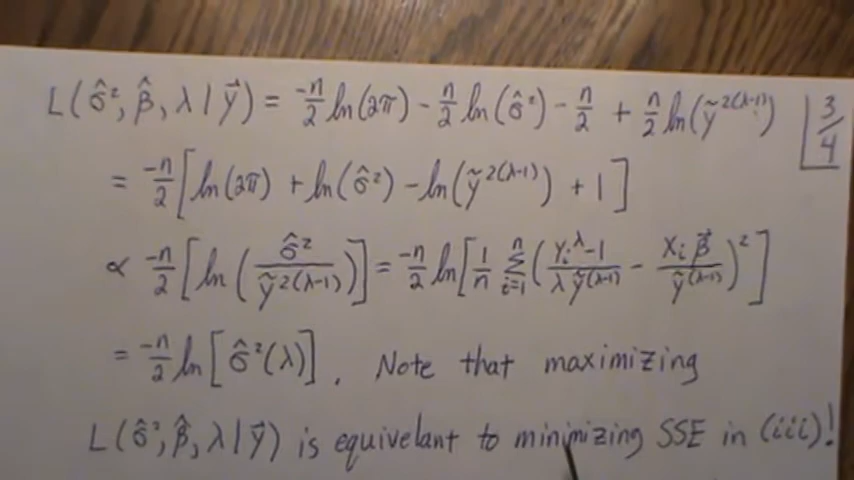 L(σ̂², β̂, λ | y⃗) = -n/2 ln(2π) - n/2 ln(σ̂²) - n/2 + n/2 ln(ỹ^{2(λ-1)})
3/4
= -n/2 [ln(2π) + ln(σ̂²) - ln(ỹ^{2(λ-1)}) + 1]
∝ -n/2 [ln(σ̂²/ỹ^{2(λ-1)})] = -n/2 ln[1/n Σ_{i=1}^{n} ((Y_i^λ - 1)/(λ ỹ^{(λ-1)}) - X_i β⃗/ỹ^{(λ-1)})²]
= -n/2 ln[σ̂²(λ)]. Note that maximizing
L(σ̂², β̂, λ | y⃗) is equivelant to minimizing SSE in (iii)!